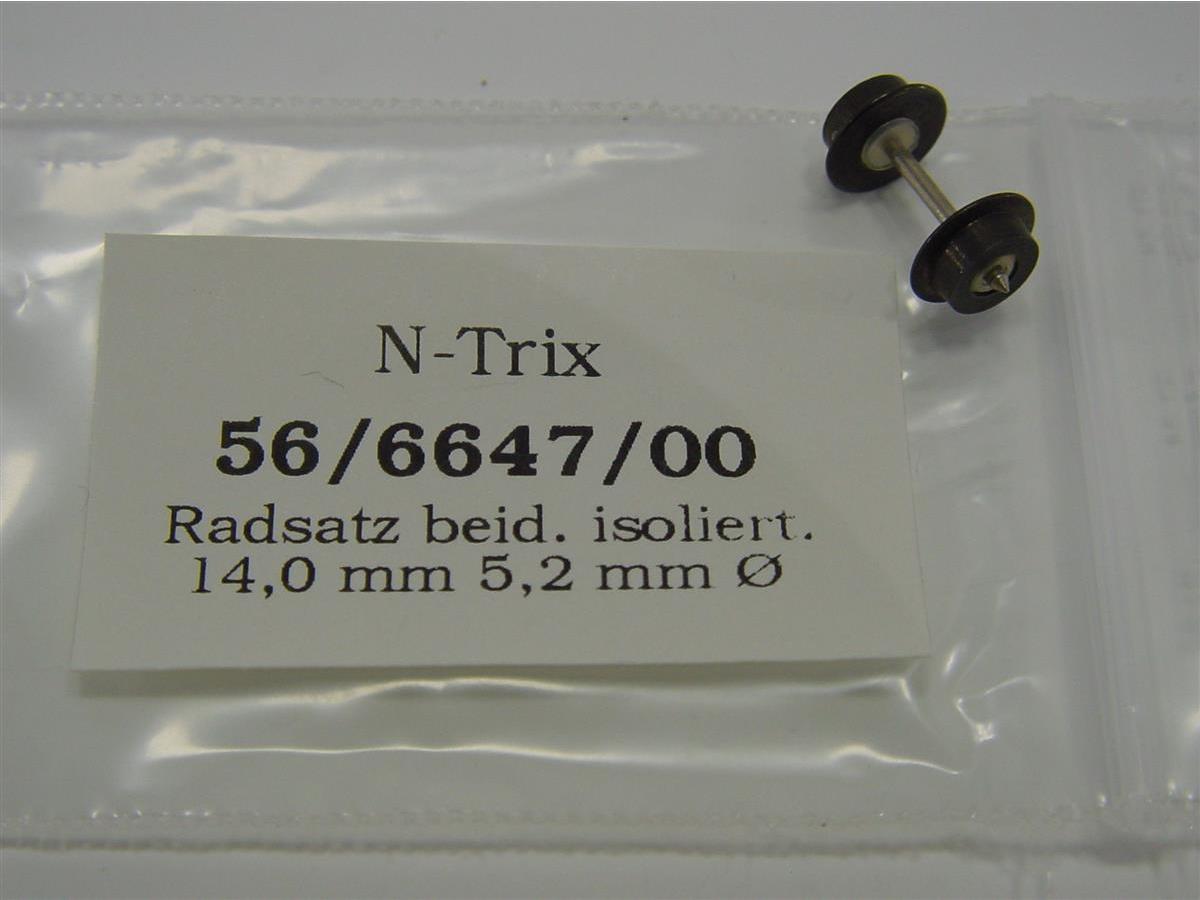 N-Trix
56/6647/00
Radsatz beid. isoliert.
14,0 mm 5,2 mm Ø